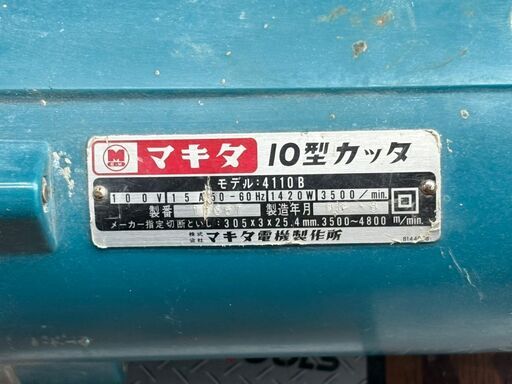 M
マキタ 10型カッタ
モデル:4110B
100V 15A 50-60Hz 1420W 3500/min.
製番 製造年月
メーカー指定切断といし:305x3x25.4mm.3500~4800 m/min.
株式会社 マキタ電機製作所